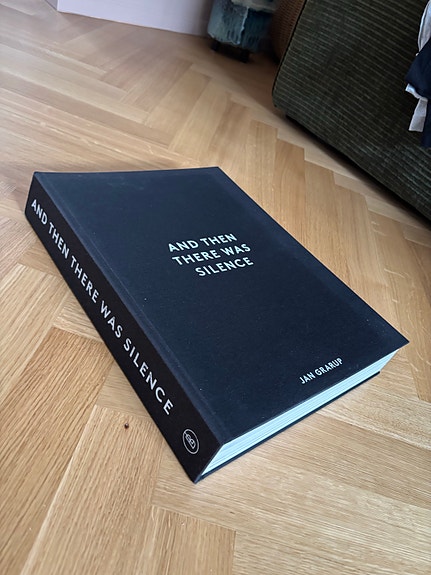 AND THEN
THERE WAS
SILENCE
JAN GRARUP
AND THEN THERE WAS SILENCE